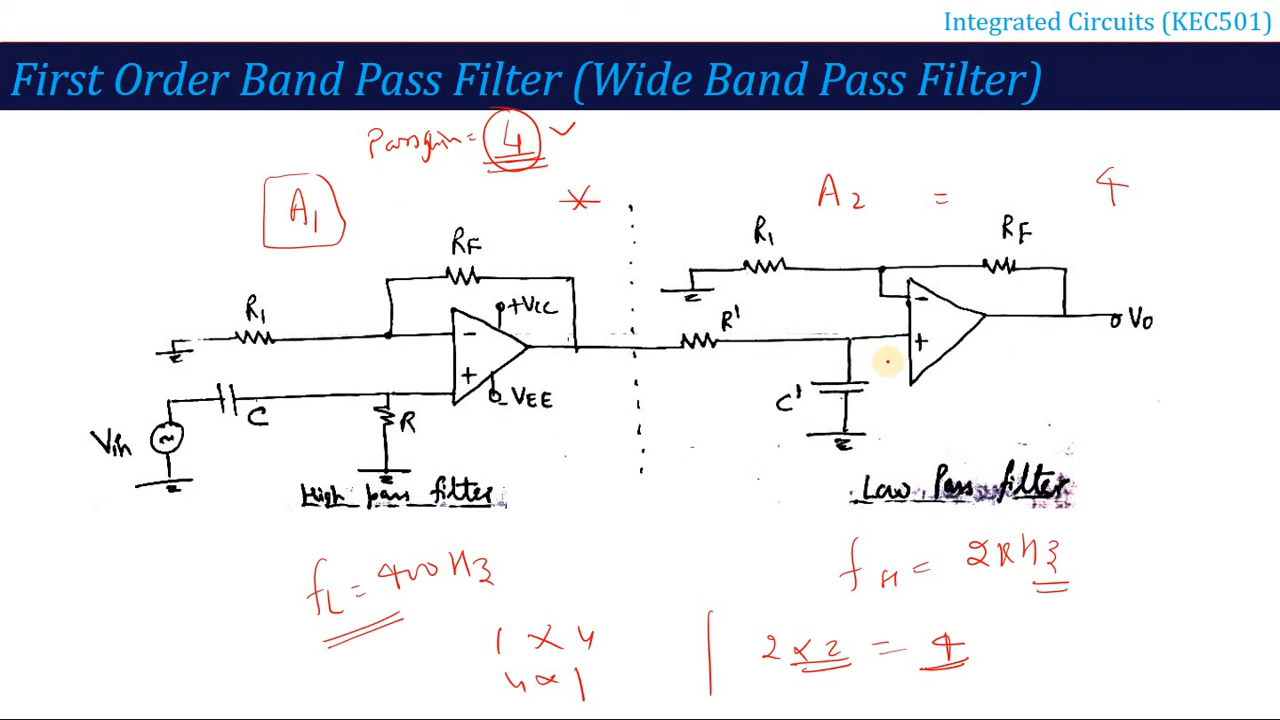 Integrated Circuits (KEC501)
First Order Band Pass Filter (Wide Band Pass Filter)
Passgain = 4 ✓
A1 * A2 = 4
RF
R1
+VCC
-VEE
C
R
Vin
High pass filter
R1
RF
R'
-
+
C'
Vo
Low Pass filter
-
+
fL = 400 Hz
fH = 2KHz
1 × 4
4 × 1
2 × 2 = 4